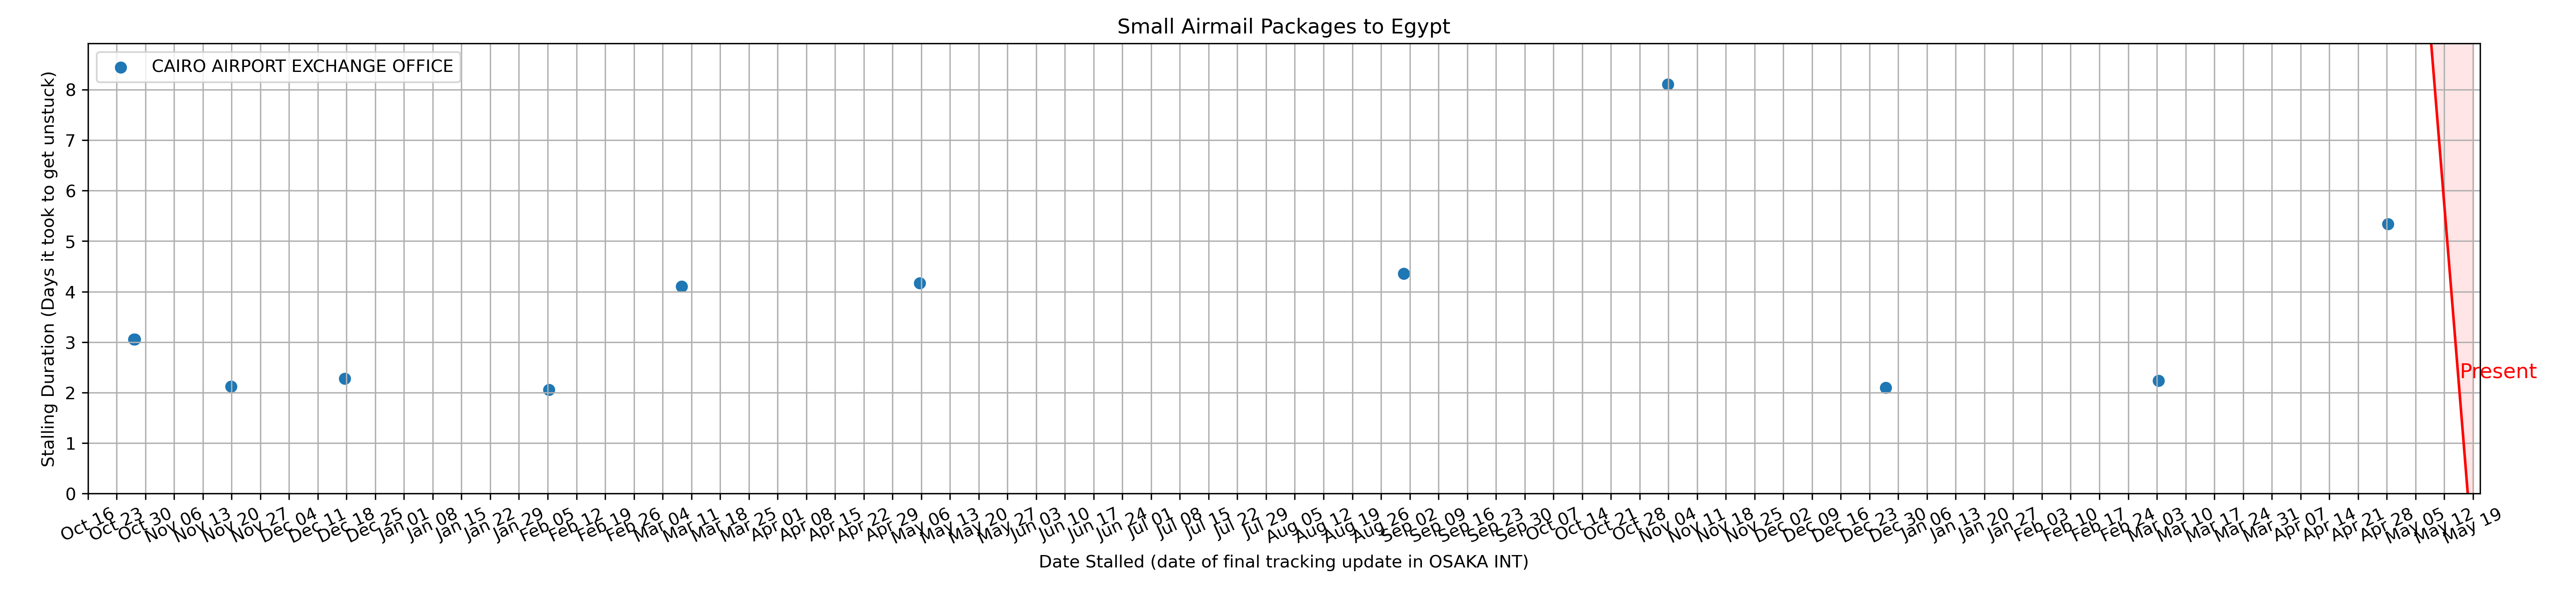 Small Airmail Packages to Egypt
CAIRO AIRPORT EXCHANGE OFFICE
Stalling Duration (Days it took to get unstuck)
8
7
6
5
4
3
2
1
0
Present
Oct 16
Oct 23
Oct 30
Nov 06
Nov 13
Nov 20
Nov 27
Dec 04
Dec 11
Dec 18
Dec 25
Jan 01
Jan 08
Jan 15
Jan 22
Jan 29
Feb 05
Feb 12
Feb 19
Feb 26
Mar 04
Mar 11
Mar 18
Mar 25
Apr 01
Apr 08
Apr 15
Apr 22
Apr 29
May 06
May 13
May 20
May 27
Jun 03
Jun 10
Jun 17
Jun 24
Jul 01
Jul 08
Jul 15
Jul 22
Jul 29
Aug 05
Aug 12
Aug 19
Aug 26
Sep 02
Sep 09
Sep 16
Sep 23
Sep 30
Oct 07
Oct 14
Oct 21
Oct 28
Nov 04
Nov 11
Nov 18
Nov 25
Dec 02
Dec 09
Dec 16
Dec 23
Dec 30
Jan 06
Jan 13
Jan 20
Jan 27
Feb 03
Feb 10
Feb 17
Feb 24
Mar 03
Mar 10
Mar 17
Mar 24
Mar 31
Apr 07
Apr 14
Apr 21
Apr 28
May 05
May 12
May 19
Date Stalled (date of final tracking update in OSAKA INT)